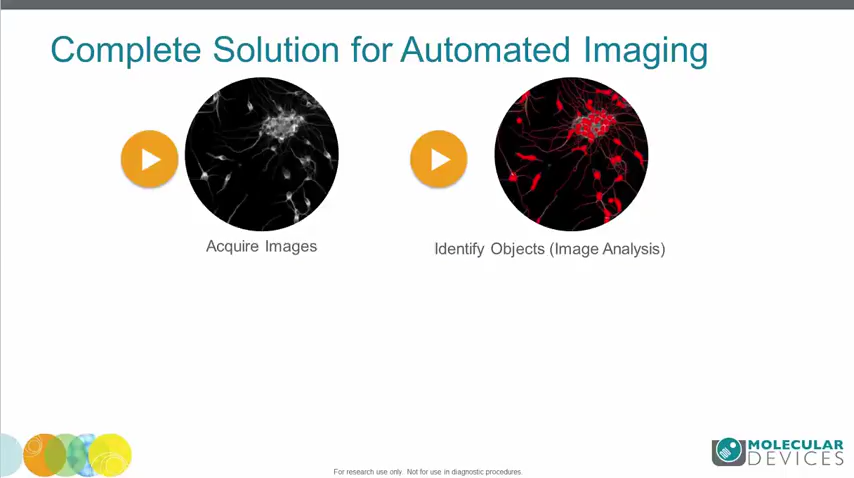 Complete Solution for Automated Imaging
Acquire Images
Identify Objects (Image Analysis)
For research use only. Not for use in diagnostic procedures.
MOLECULAR
DEVICES